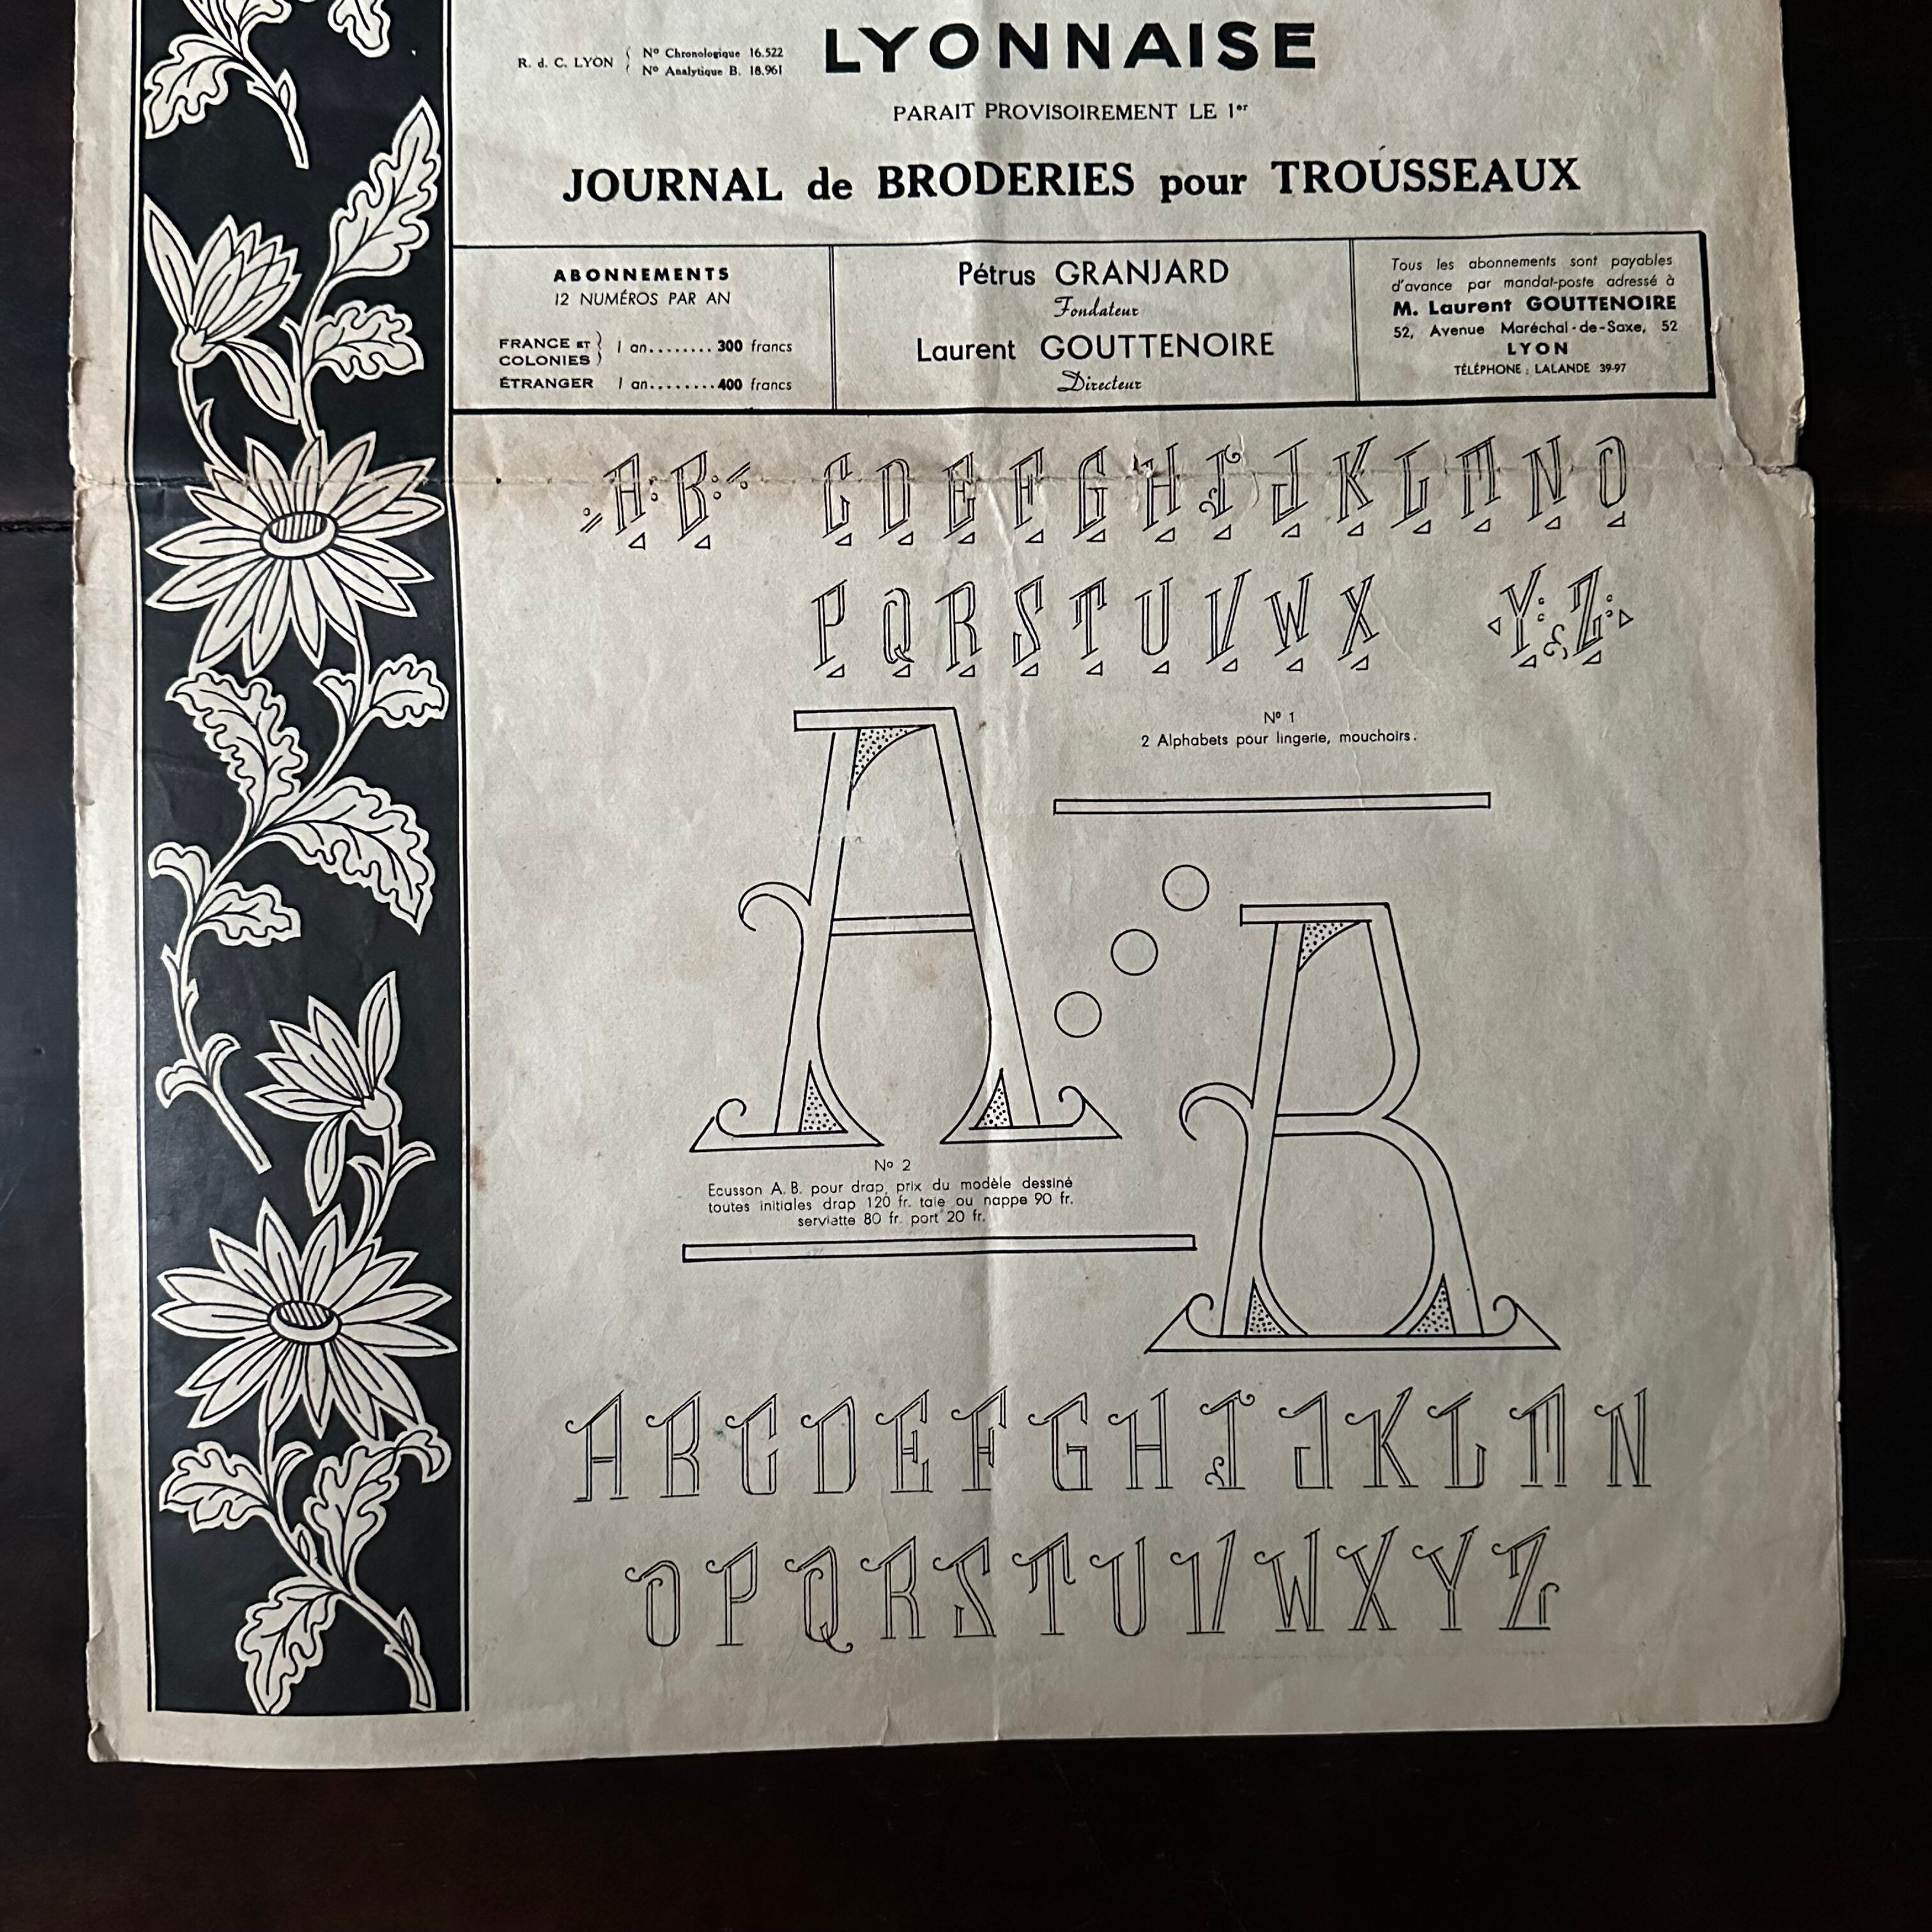 LYONNAISE
R. d. C. LYON { Nº Chronologique 16.522
Nº Analytique B. 18.961
PARAIT PROVISOIREMENT LE 1er
JOURNAL de BRODERIES pour TROUSSEAUX
ABONNEMENTS
12 NUMÉROS PAR AN
FRANCE ET COLONIES } 1 an........ 300 francs
ÉTRANGER 1 an........ 400 francs
Pétrus GRANJARD
Fondateur
Laurent GOUTTENOIRE
Directeur
Tous les abonnements sont payables
d'avance par mandat-poste adressé à
M. Laurent GOUTTENOIRE
52, Avenue Maréchal-de-Saxe, 52
LYON
TÉLÉPHONE : LALANDE 39-97
A B C D E F G H I J K L M N O
P Q R S T U V W X Y & Z
Nº 1
2 Alphabets pour lingerie, mouchoirs.
A
B
Nº 2
Ecusson A. B. pour drap, prix du modèle dessiné
toutes initiales drap 120 fr. taie ou nappe 90 fr.
serviette 80 fr. port 20 fr.
A B C D E F G H I J K L M N
O P Q R S T U V W X Y Z